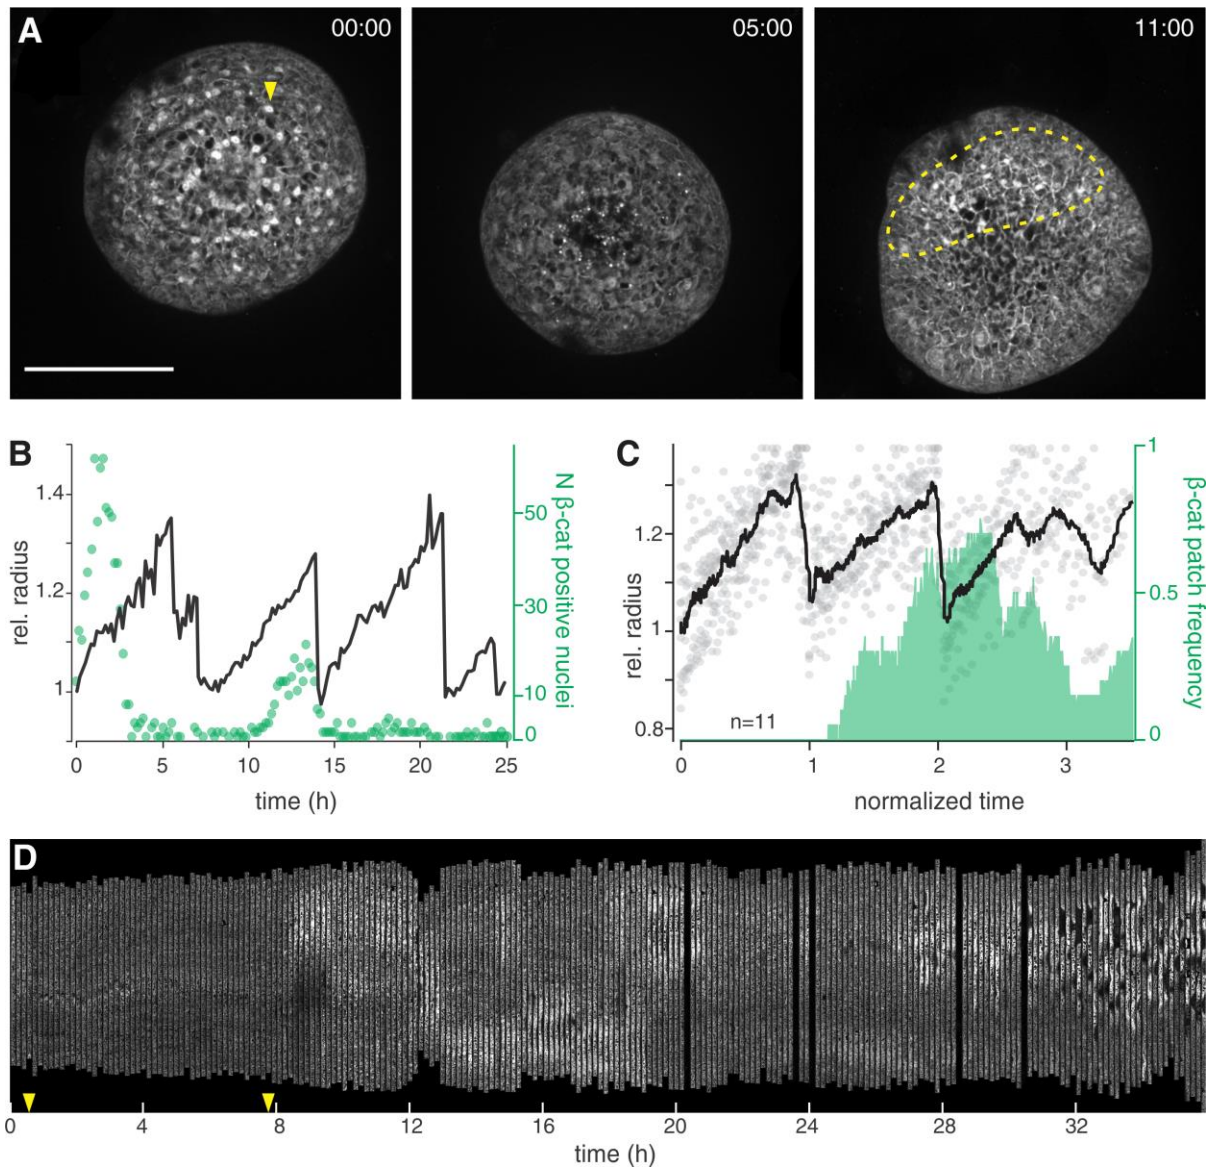 A
00:00
05:00
11:00
B
1.4
1.2
1
rel. radius
50
30
10
0
N β-cat positive nuclei
0
5
10
15
20
25
time (h)
C
1.2
1
0.8
rel. radius
n=11
1
0.5
0
β-cat patch frequency
0
1
2
3
normalized time
D
0
4
8
12
16
20
24
28
32
time (h)